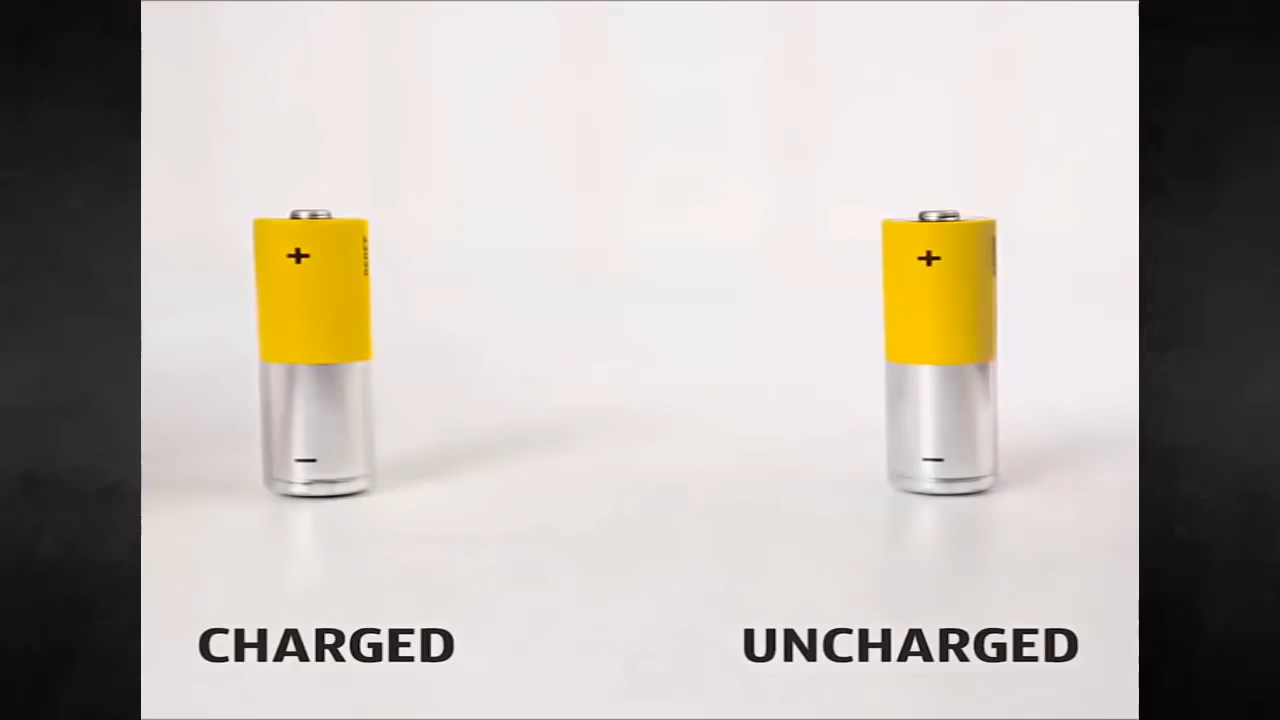 +
+
–
–
CHARGED
UNCHARGED